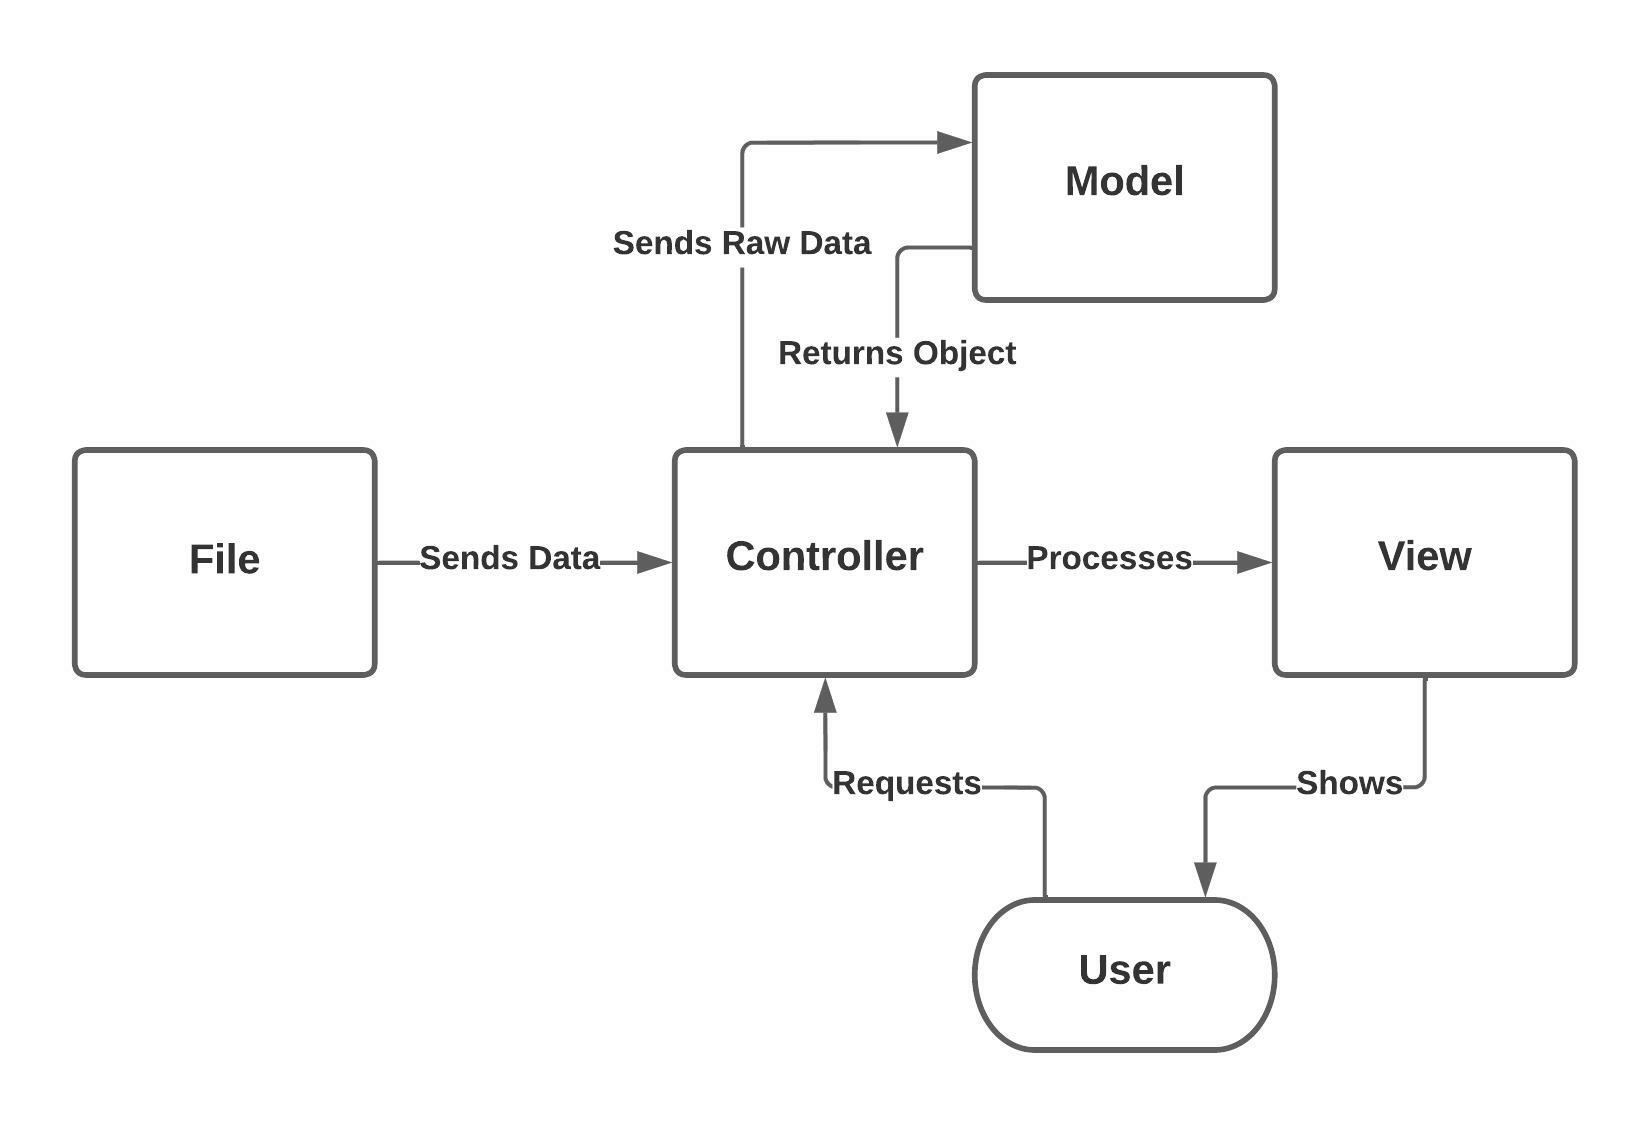 Model
Sends Raw Data
Returns Object
File
Sends Data
Controller
Processes
View
Requests
Shows
User